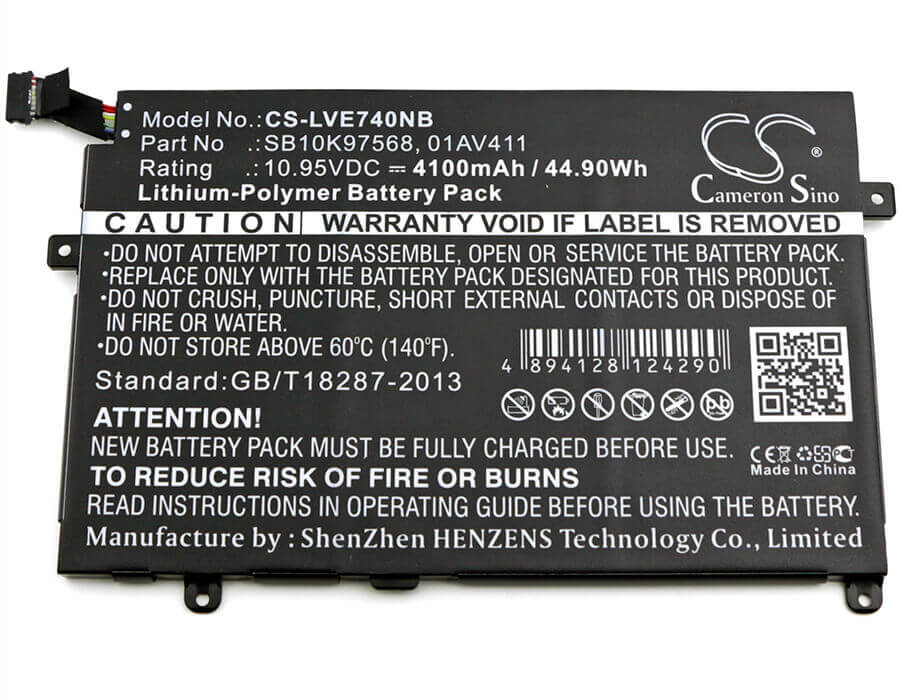 Model No.:CS-LVE740NB
Part No .:SB10K97568, 01AV411
Rating :10.95VDC ⎓ 4100mAh / 44.90Wh
Lithium-Polymer Battery Pack
CS
®
Cameron Sino
CAUTION WARRANTY VOID IF LABEL IS REMOVED
•DO NOT ATTEMPT TO DISASSEMBLE, OPEN OR SERVICE THE BATTERY PACK.
•REPLACE ONLY WITH THE BATTERY PACK DESIGNATED FOR THIS PRODUCT.
•DO NOT CRUSH, PUNCTURE, SHORT EXTERNAL CONTACTS OR DISPOSE OF
IN FIRE OR WATER.
•DO NOT STORE ABOVE 60°C (140°F).
Standard:GB/T18287-2013
4 894128 124290
Pb
ATTENTION!
NEW BATTERY PACK MUST BE FULLY CHARGED BEFORE USE.
TO REDUCE RISK OF FIRE OR BURNS
READ INSTRUCTIONS IN OPERATING GUIDE BEFORE USING THE BATTERY.
CE
Made In China
Manufacture by : ShenZhen HENZENS Technology Co., Limited